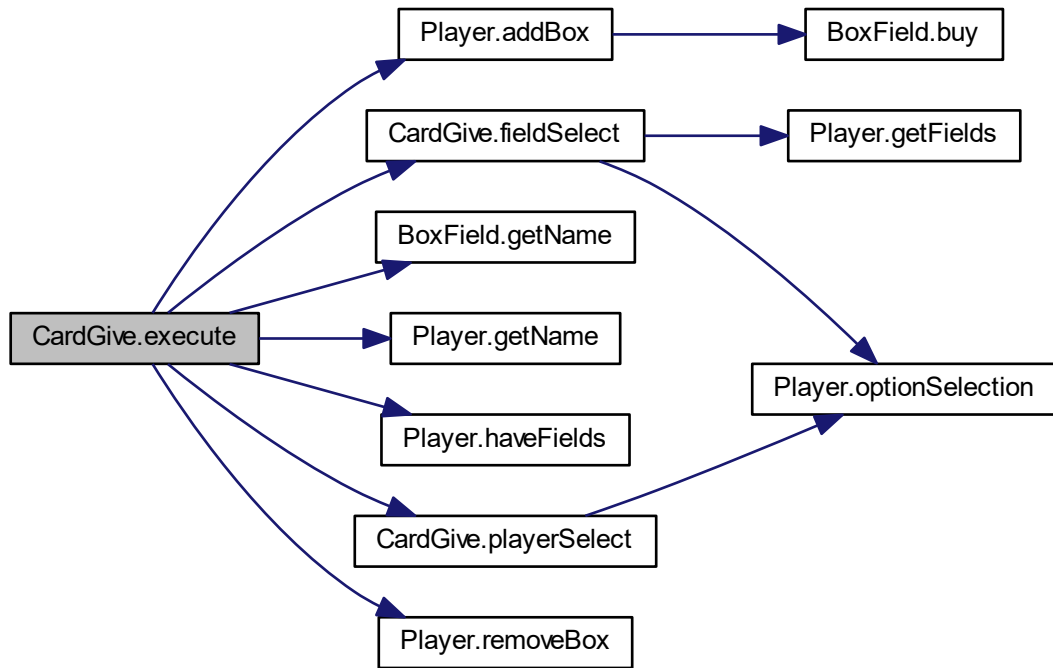 Player.addBox
BoxField.buy
CardGive.fieldSelect
Player.getFields
BoxField.getName
CardGive.execute
Player.getName
Player.optionSelection
Player.haveFields
CardGive.playerSelect
Player.removeBox